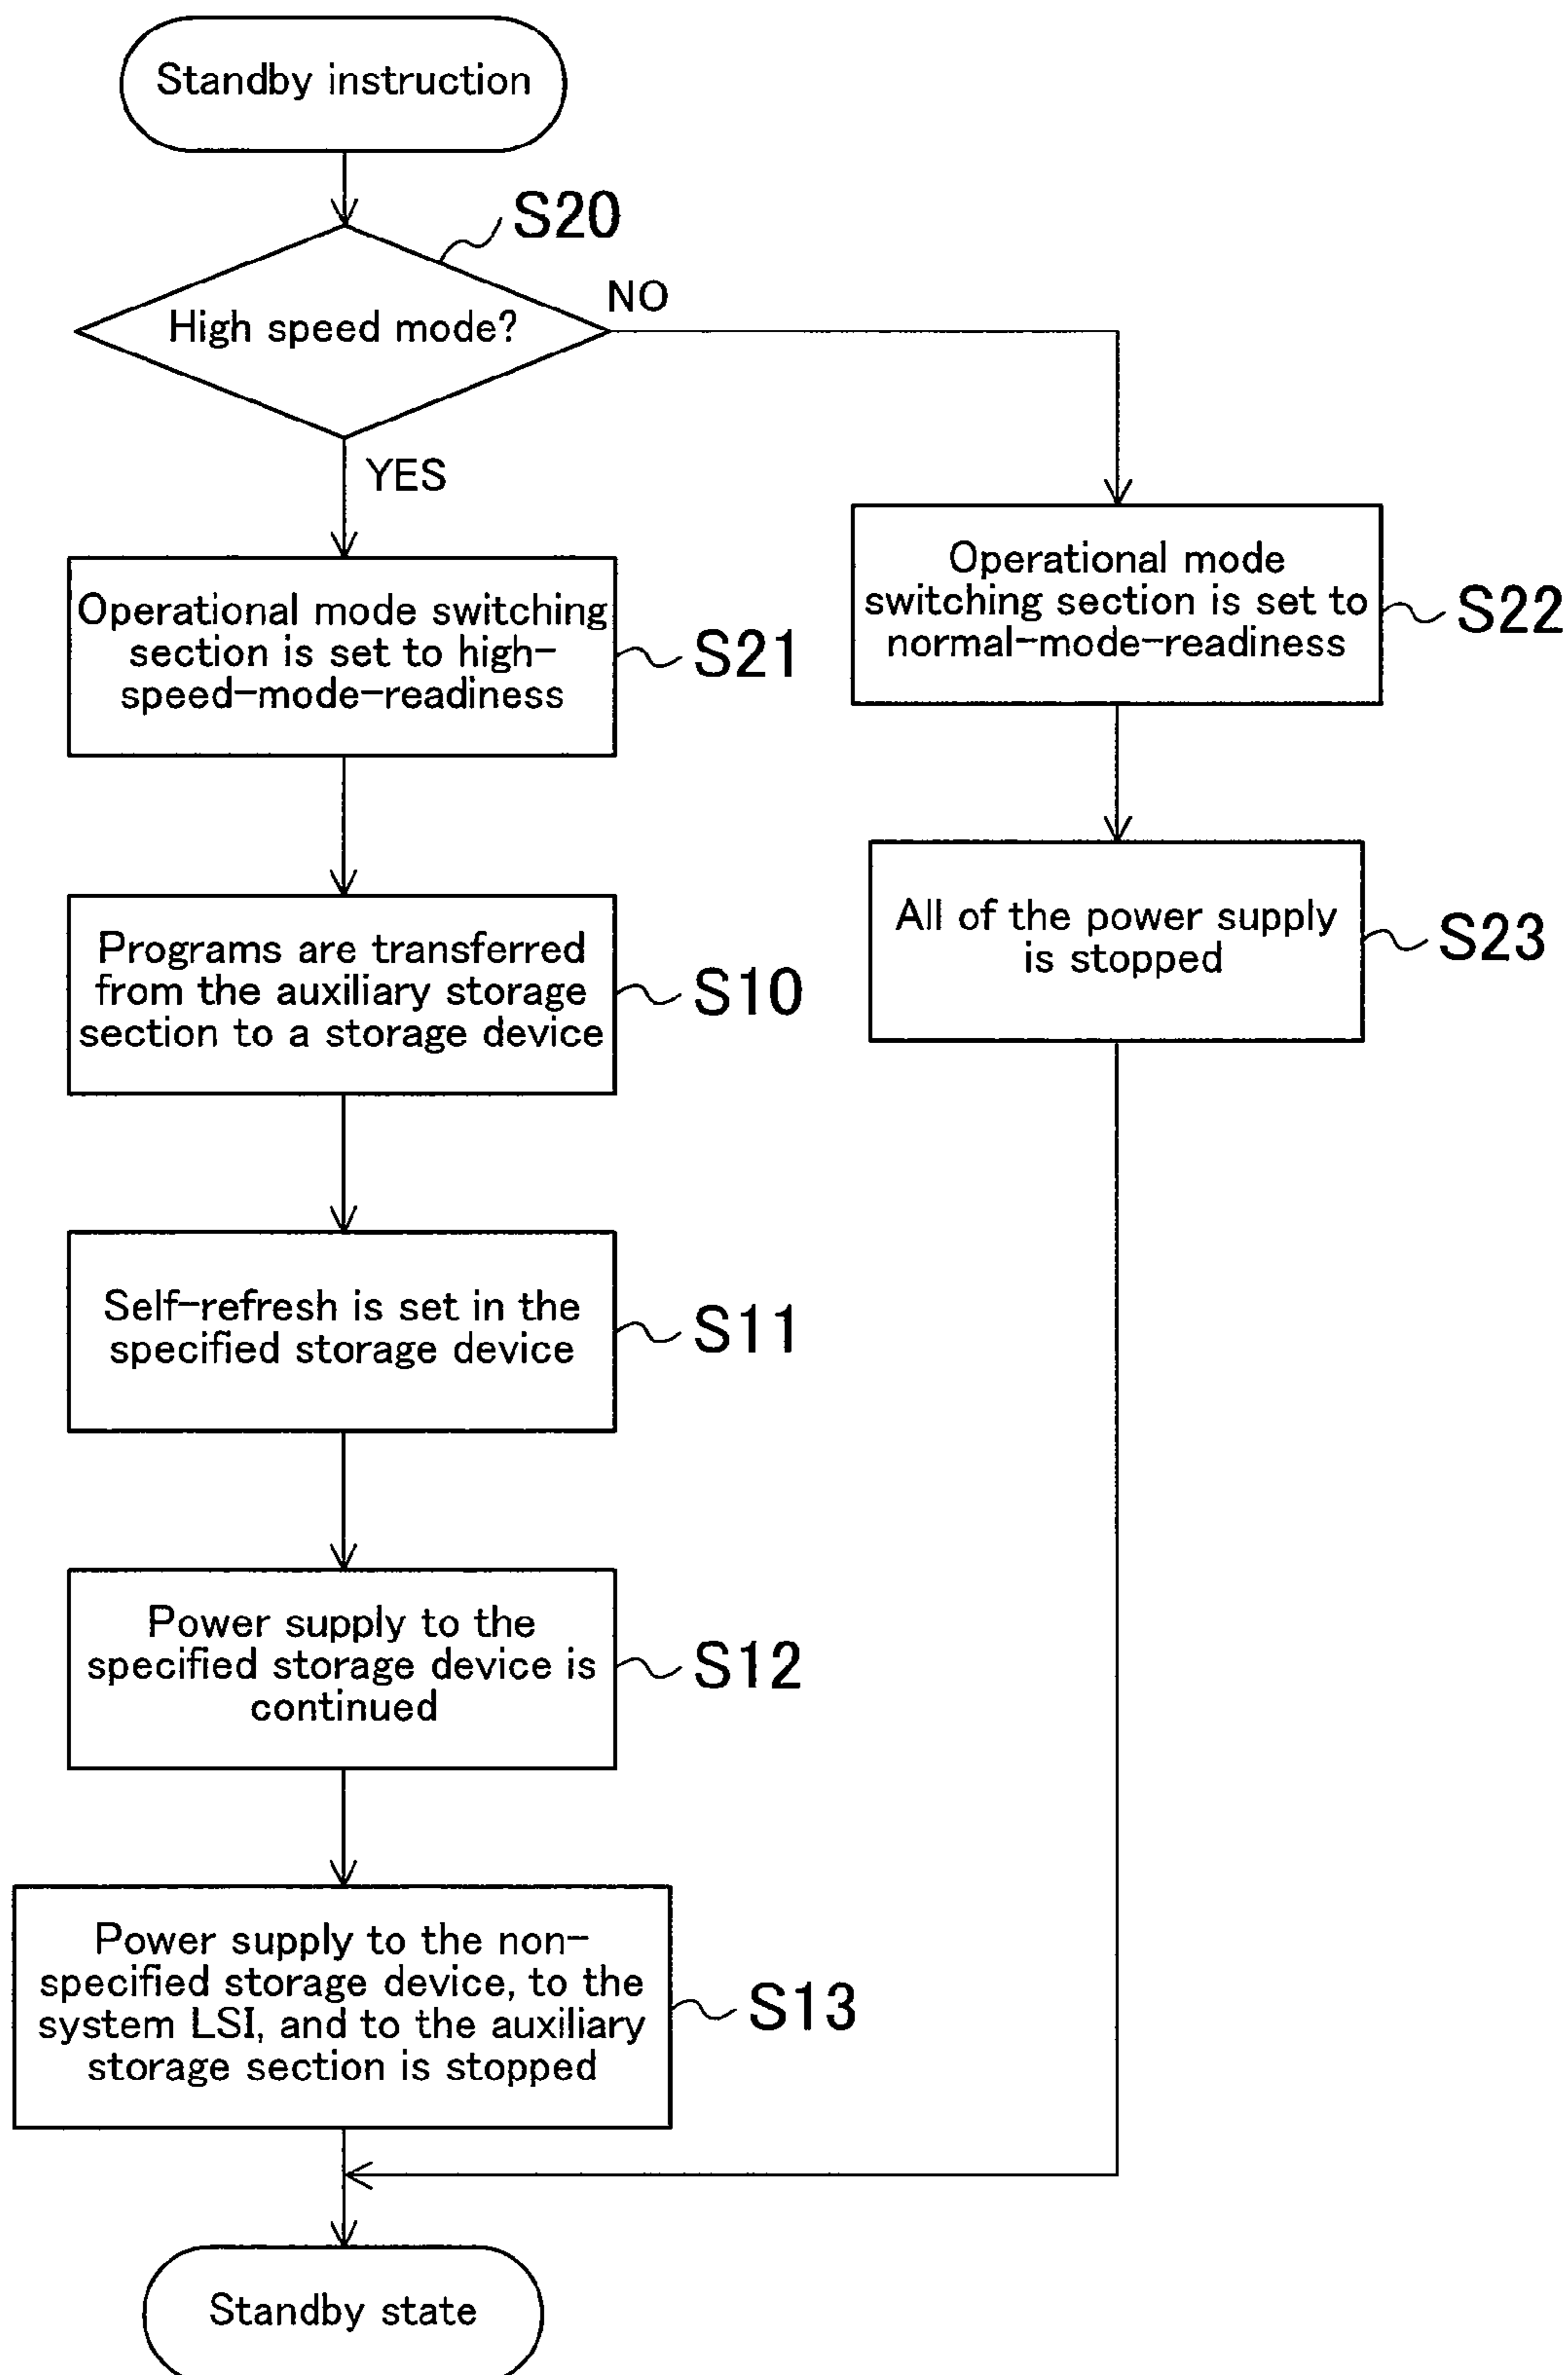 Standby instruction
S20
High speed mode?
NO
YES
Operational mode switching
section is set to high-
speed-mode-readiness
S21
Operational mode
switching section is set to
normal-mode-readiness
S22
Programs are transferred
from the auxiliary storage
section to a storage device
S10
All of the power supply
is stopped
S23
Self-refresh is set in the
specified storage device
S11
Power supply to the
specified storage device is
continued
S12
Power supply to the non-
specified storage device, to the
system LSI, and to the auxiliary
storage section is stopped
S13
Standby state